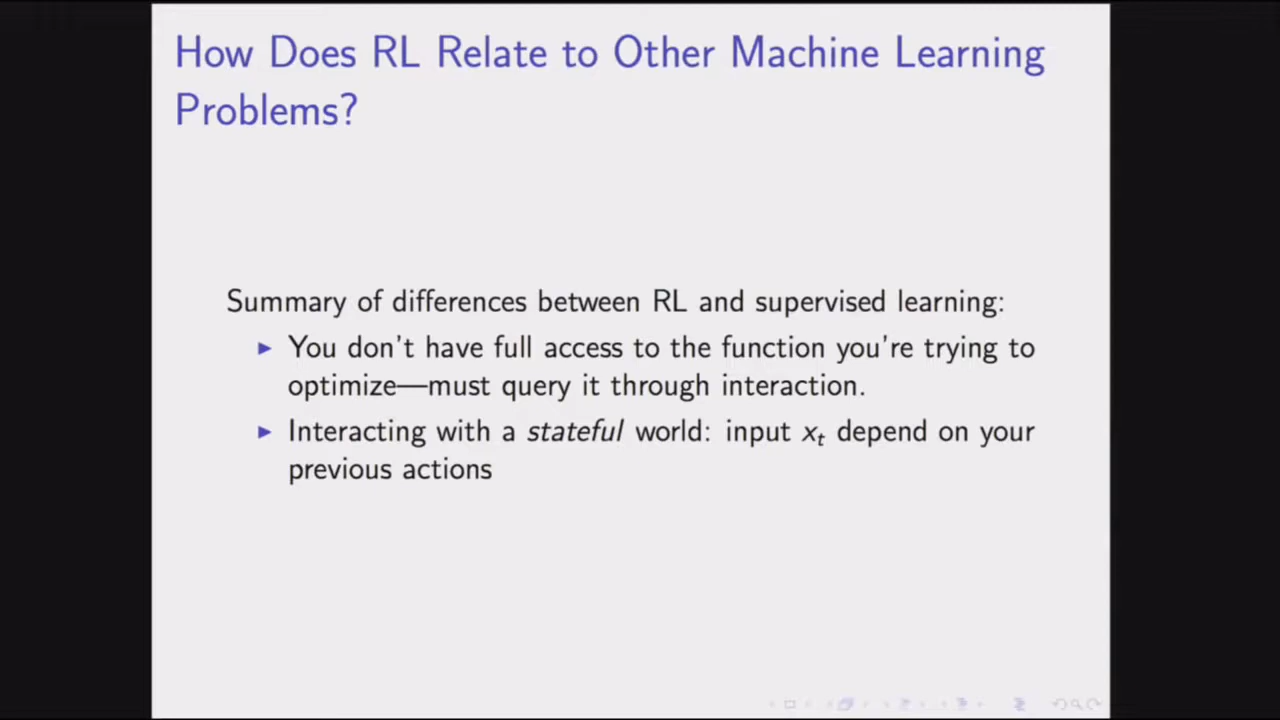 How Does RL Relate to Other Machine Learning
Problems?
Summary of differences between RL and supervised learning:
▶ You don't have full access to the function you're trying to
optimize—must query it through interaction.
▶ Interacting with a stateful world: input xₜ depend on your
previous actions